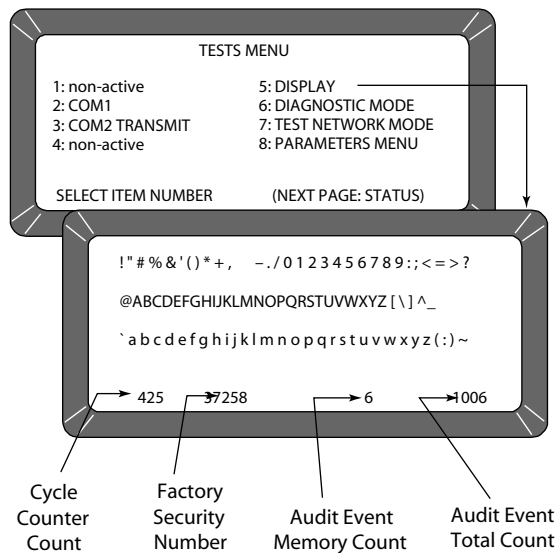 TESTS MENU
1: non-active 5: DISPLAY
2: COM1 6: DIAGNOSTIC MODE
3: COM2 TRANSMIT 7: TEST NETWORK MODE
4: non-active 8: PARAMETERS MENU
SELECT ITEM NUMBER (NEXT PAGE: STATUS)
!"#%&'()*+, –./0123456789:;<=>?
@ABCDEFGHIJKLMNOPQRSTUVWXYZ[\]^_
`abcdefghijklmnopqrstuvwxyz(:)~
425 37258 6 1006
Cycle Counter Count
Factory Security Number
Audit Event Memory Count
Audit Event Total Count